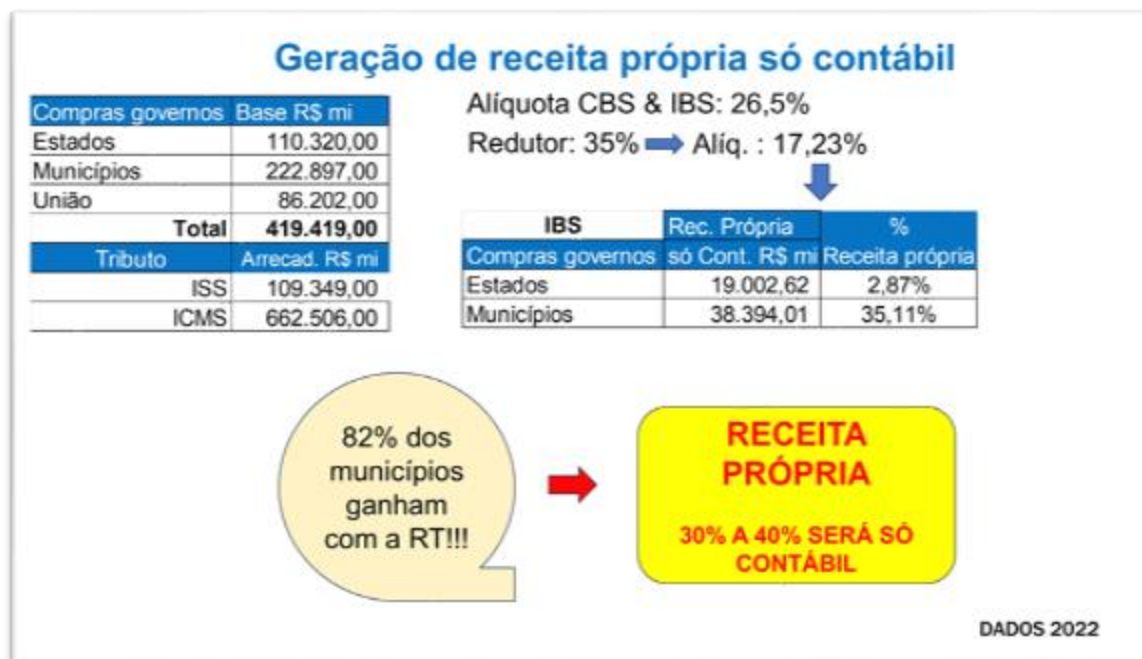 Geração de receita própria só contábil
Compras governos Base R$ mi
Estados 110.320,00
Municípios 222.897,00
União 86.202,00
Total 419.419,00
Tributo Arrecad. R$ mi
ISS 109.349,00
ICMS 662.506,00
Alíquota CBS & IBS: 26,5%
Redutor: 35% Alíq. : 17,23%
IBS Rec. Própria %
Compras governos só Cont. R$ mi Receita própria
Estados 19.002,62 2,87%
Municípios 38.394,01 35,11%
82% dos
municípios
ganham
com a RT!!!
RECEITA
PRÓPRIA
30% A 40% SERÁ SÓ
CONTÁBIL
DADOS 2022